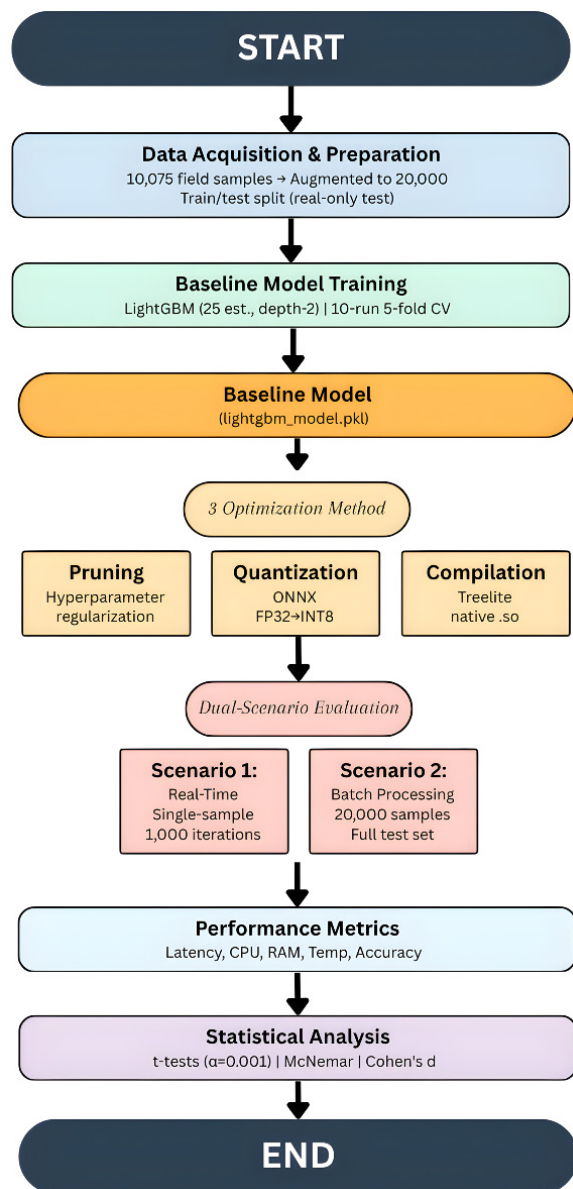 START
Data Acquisition & Preparation
10,075 field samples → Augmented to 20,000
Train/test split (real-only test)
Baseline Model Training
LightGBM (25 est., depth-2) | 10-run 5-fold CV
Baseline Model
(lightgbm_model.pkl)
3 Optimization Method
Pruning
Hyperparameter
regularization
Quantization
ONNX
FP32→INT8
Compilation
Treelite
native .so
Dual-Scenario Evaluation
Scenario 1:
Real-Time
Single-sample
1,000 iterations
Scenario 2:
Batch Processing
20,000 samples
Full test set
Performance Metrics
Latency, CPU, RAM, Temp, Accuracy
Statistical Analysis
t-tests (α=0.001) | McNemar | Cohen's d
END